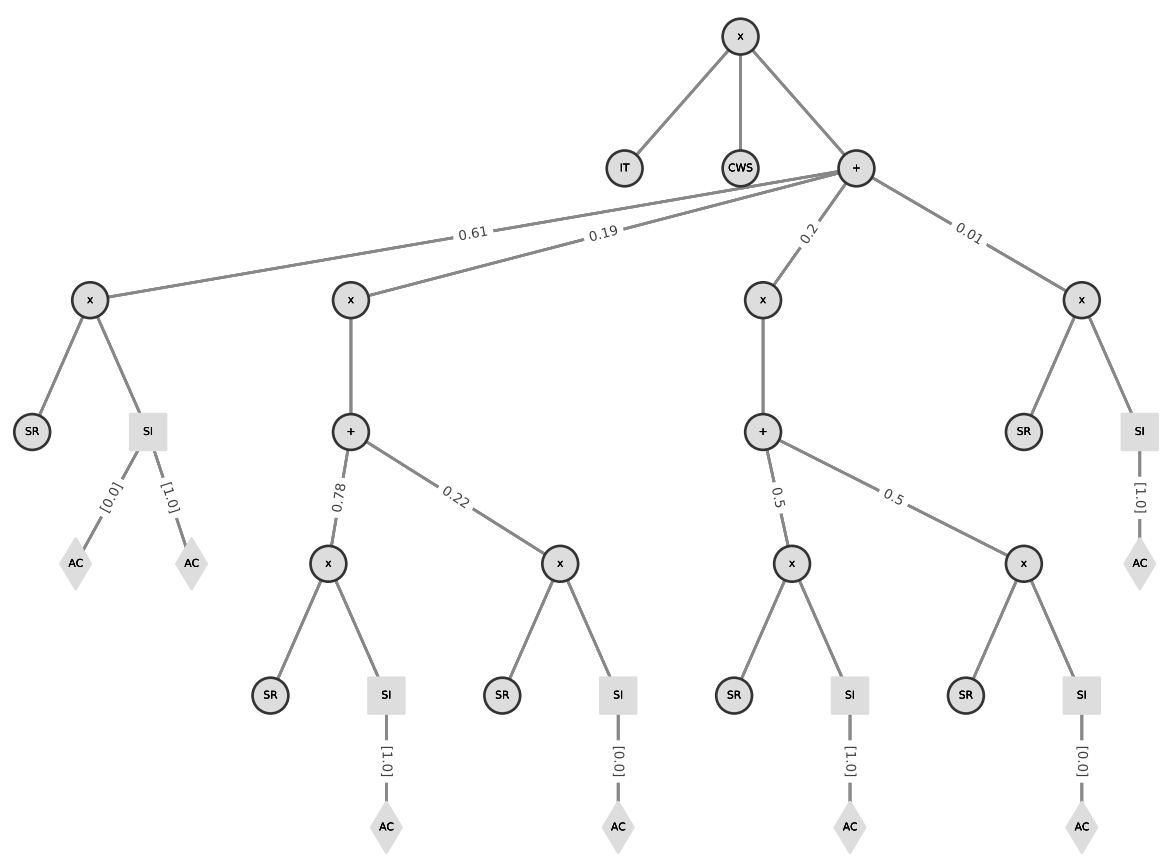 x
IT CWS +
0.61 0.19 0.2 0.01
x x x x
SR SI + + SR SI
[0.0] [1.0] 0.78 0.22 0.5 0.5 [1.0]
AC AC x x x x AC
SR SI SR SI SR SI SR SI
[1.0] [0.0] [1.0] [0.0]
AC AC AC AC